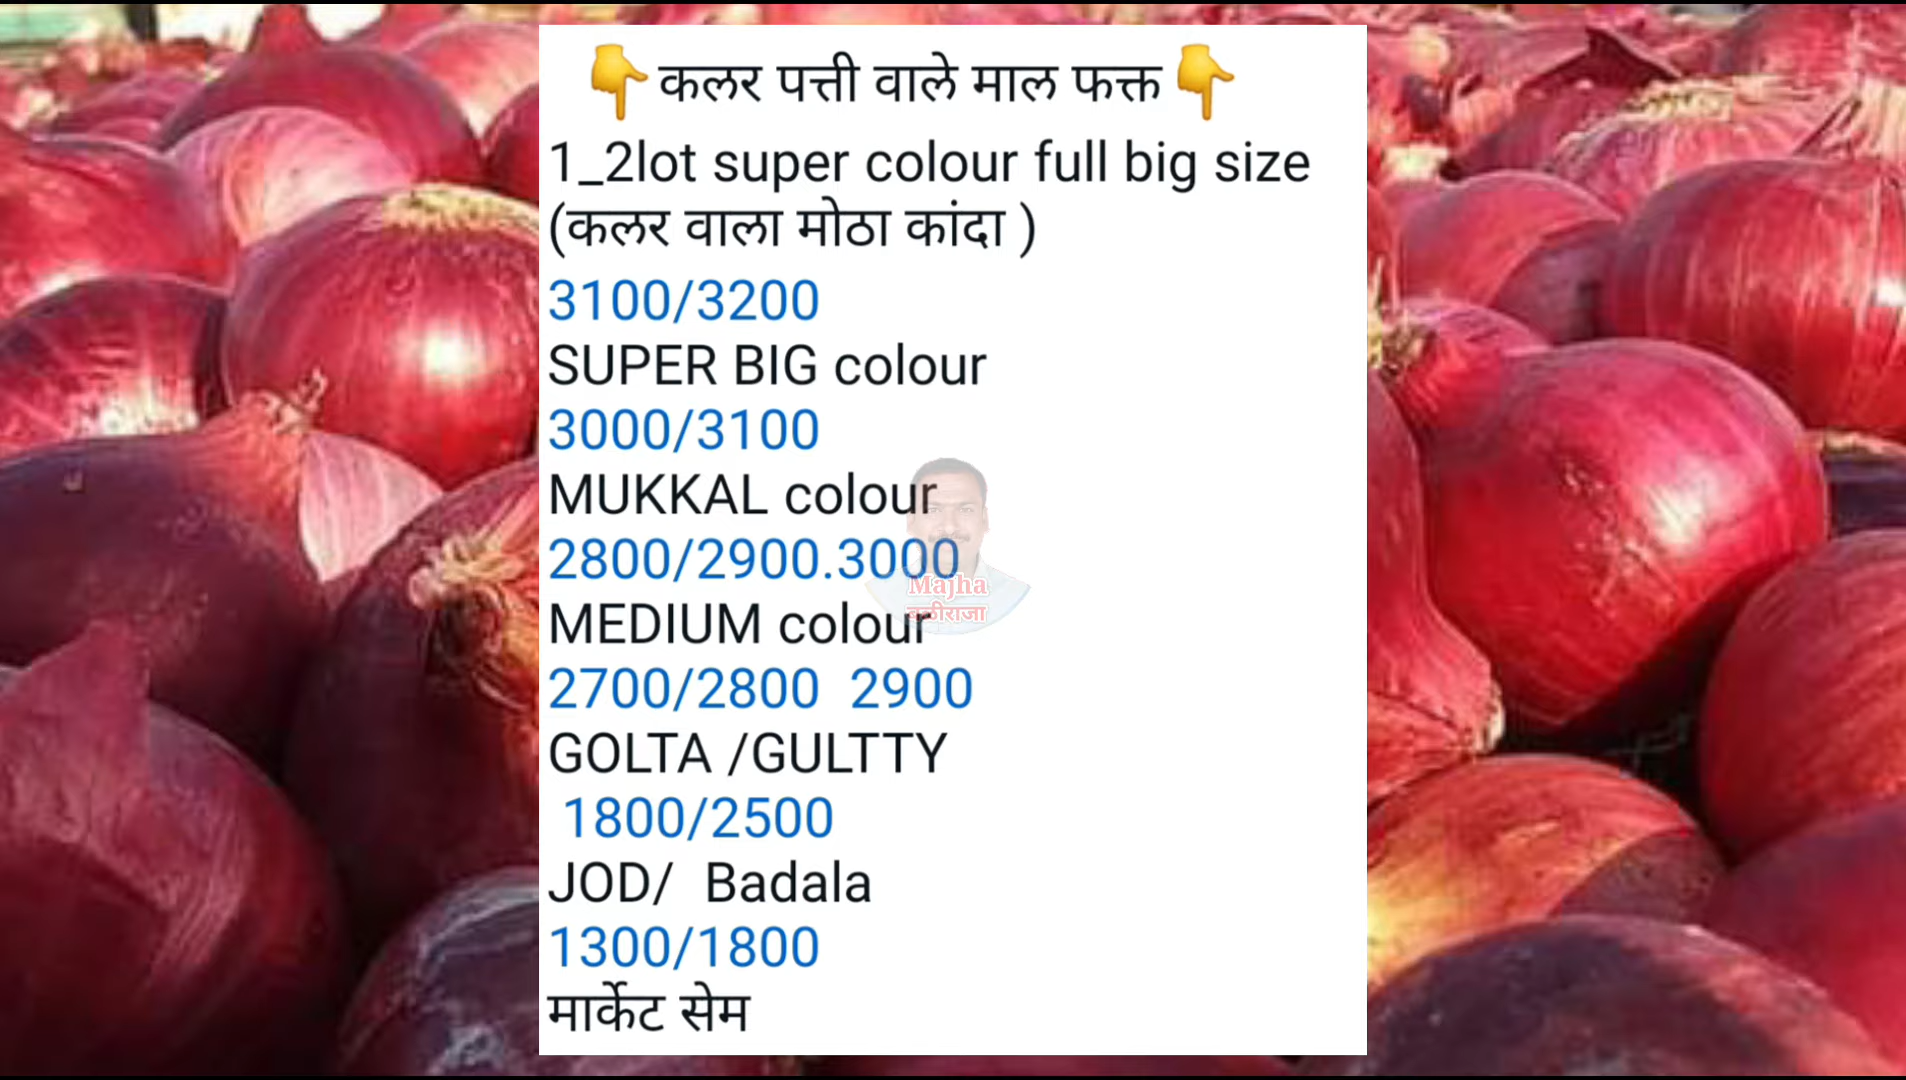 👇कलर पत्ती वाले माल फक्त👇
1_2lot super colour full big size
(कलर वाला मोठा कांदा )
3100/3200
SUPER BIG colour
3000/3100
MUKKAL colour
2800/2900.3000
MEDIUM colour
2700/2800  2900
GOLTA /GULTTY
1800/2500
JOD/  Badala
1300/1800
मार्केट सेम
Majha
बळीराजा